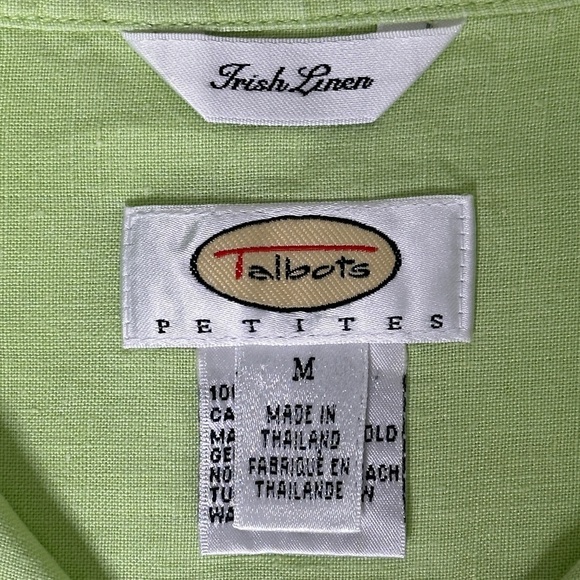 Irish Linen
Talbots
PETITES
M
MADE IN
THAILAND
FABRIQUÉ EN
THAILANDE